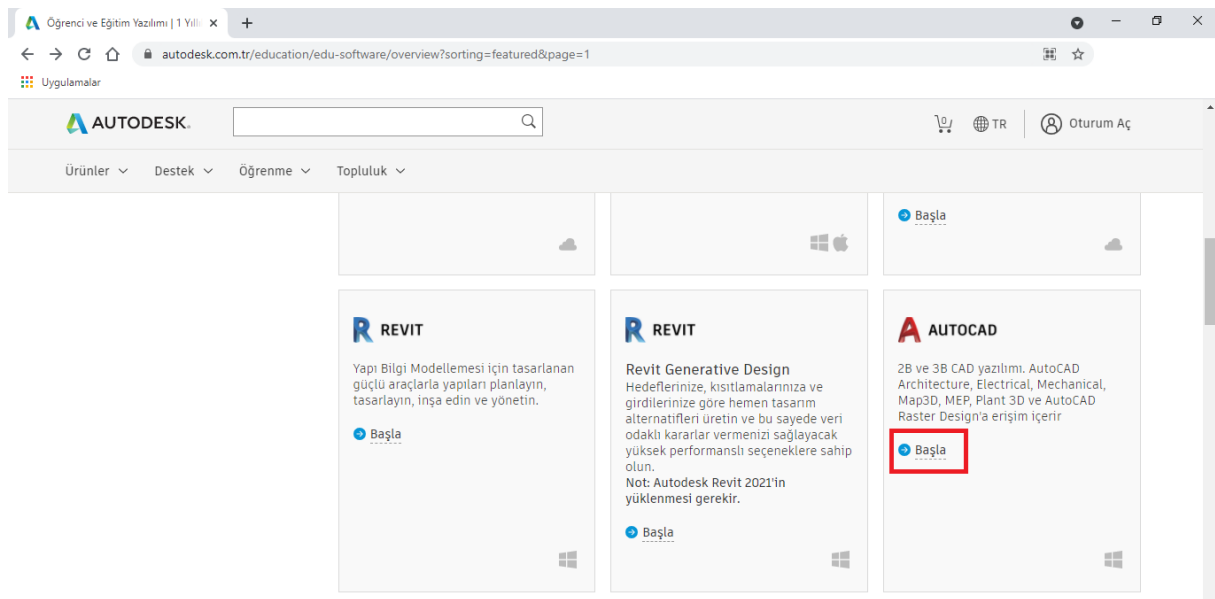 Öğrenci ve Eğitim Yazılımı | 1 Yıllı
autodesk.com.tr/education/edu-software/overview?sorting=featured&page=1
Uygulamalar
AUTODESK.
0
TR
Oturum Aç
Ürünler
Destek
Öğrenme
Topluluk
Başla
REVIT
Yapı Bilgi Modellemesi için tasarlanan
güçlü araçlarla yapıları planlayın,
tasarlayın, inşa edin ve yönetin.
Başla
REVIT
Revit Generative Design
Hedeflerinize, kısıtlamalarınıza ve
girdilerinize göre hemen tasarım
alternatifleri üretin ve bu sayede veri
odaklı kararlar vermenizi sağlayacak
yüksek performanslı seçeneklere sahip
olun.
Not: Autodesk Revit 2021'in
yüklenmesi gerekir.
Başla
AUTOCAD
2B ve 3B CAD yazılımı. AutoCAD
Architecture, Electrical, Mechanical,
Map3D, MEP, Plant 3D ve AutoCAD
Raster Design'a erişim içerir
Başla